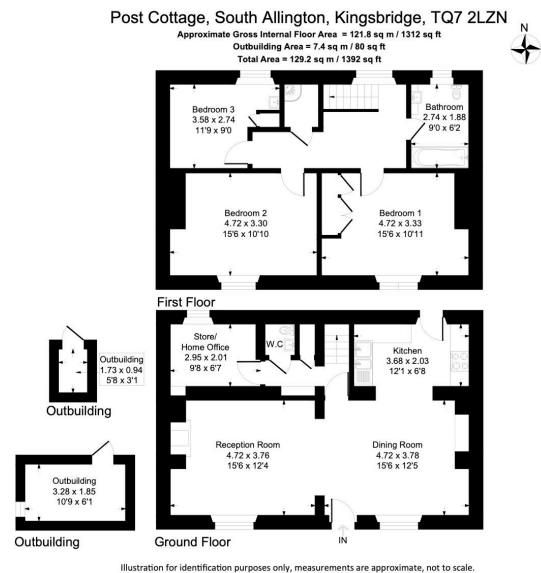 Post Cottage, South Allington, Kingsbridge, TQ7 2LZN
Approximate Gross Internal Floor Area = 121.8 sq m / 1312 sq ft
Outbuilding Area = 7.4 sq m / 80 sq ft
Total Area = 129.2 sq m / 1392 sq ft
Bedroom 3
3.58 x 2.74
11'9 x 9'0
Bathroom
2.74 x 1.88
9'0 x 6'2
Bedroom 2
4.72 x 3.30
15'6 x 10'10
Bedroom 1
4.72 x 3.33
15'6 x 10'11
First Floor
Store/
Home Office
2.95 x 2.01
9'8 x 6'7
W.C
Kitchen
3.68 x 2.03
12'1 x 6'8
Outbuilding
1.73 x 0.94
5'8 x 3'1
Outbuilding
Reception Room
4.72 x 3.76
15'6 x 12'4
Dining Room
4.72 x 3.78
15'6 x 12'5
Outbuilding
3.28 x 1.85
10'9 x 6'1
Outbuilding
Ground Floor
IN
Illustration for identification purposes only, measurements are approximate, not to scale.